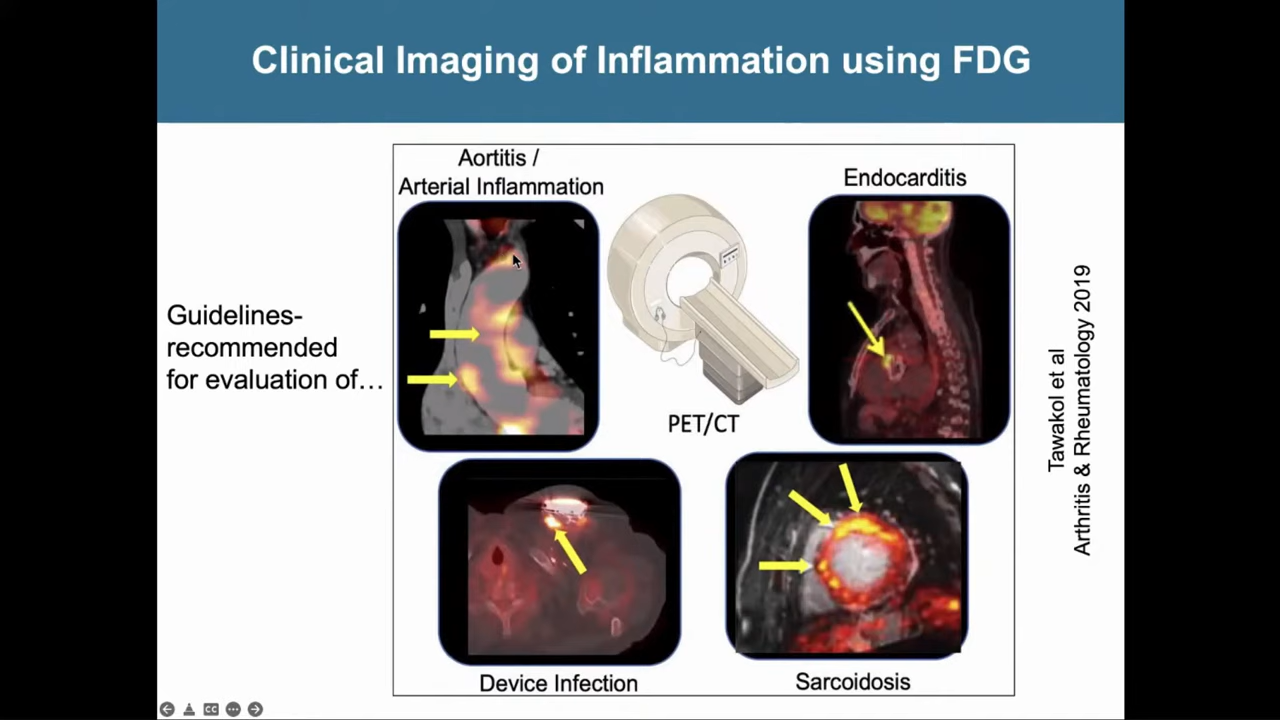 Clinical Imaging of Inflammation using FDG
Aortitis /
Arterial Inflammation
Endocarditis
Guidelines-
recommended
for evaluation of…
PET/CT
Tawakol et al
Arthritis & Rheumatology 2019
Device Infection
Sarcoidosis
CC